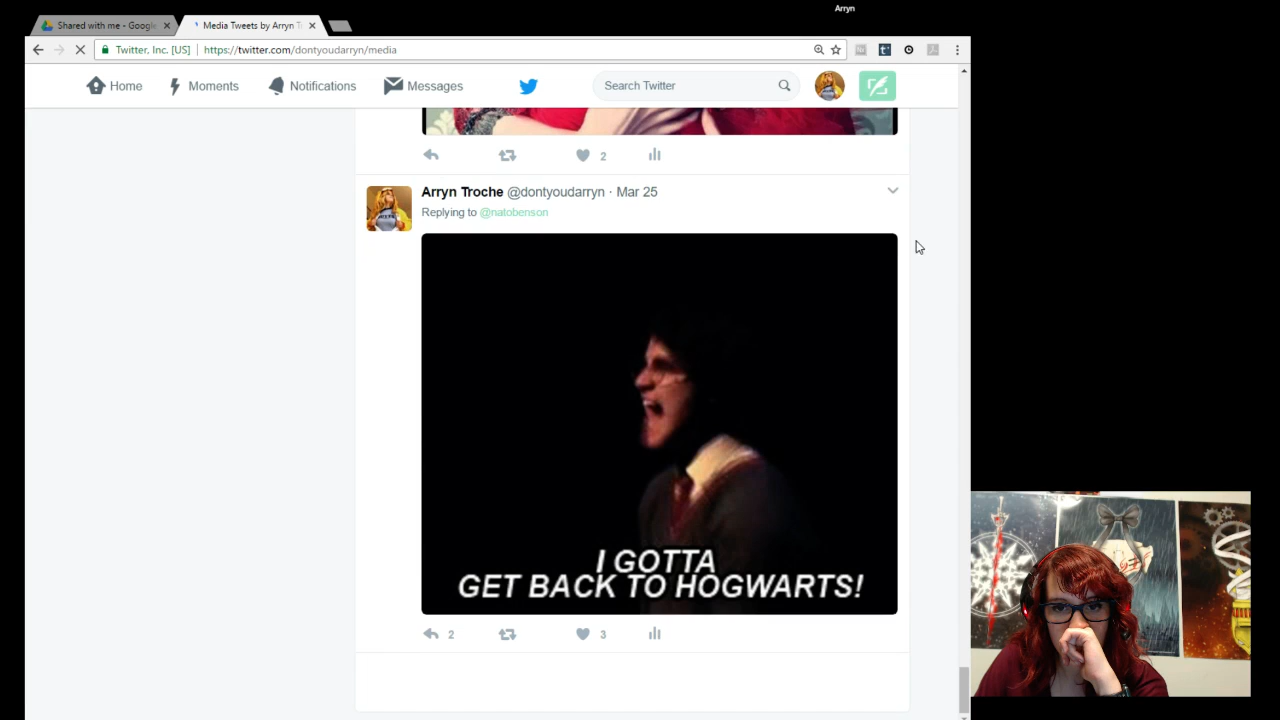 Arryn
Shared with me - Google
Media Tweets by Arryn T
Twitter, Inc. [US]
https://twitter.com/dontyoudarryn/media
Home
Moments
Notifications
Messages
Search Twitter
2
Arryn Troche @dontyoudarryn · Mar 25
Replying to @natobenson
I GOTTA
GET BACK TO HOGWARTS!
2
3